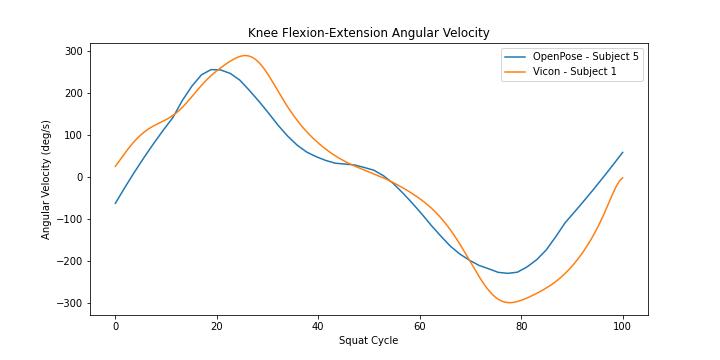 Knee Flexion-Extension Angular Velocity
OpenPose - Subject 5
Vicon - Subject 1
Angular Velocity (deg/s)
300
200
100
0
−100
−200
−300
0 20 40 60 80 100
Squat Cycle